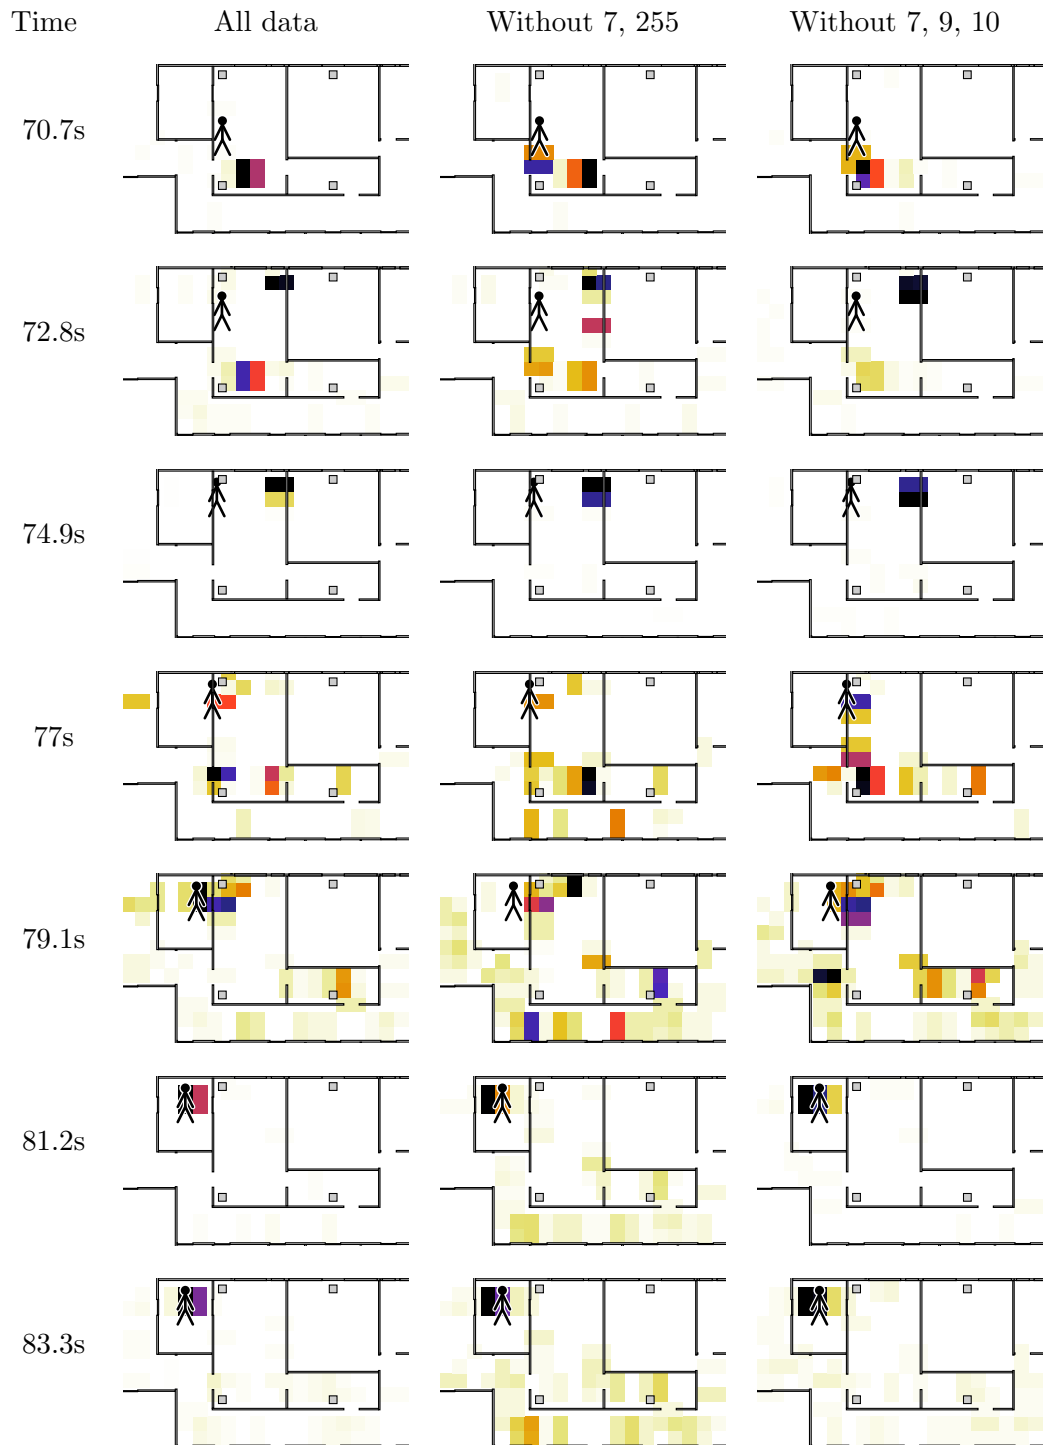 Time All data Without 7, 255 Without 7, 9, 10
70.7s
72.8s
74.9s
77s
79.1s
81.2s
83.3s